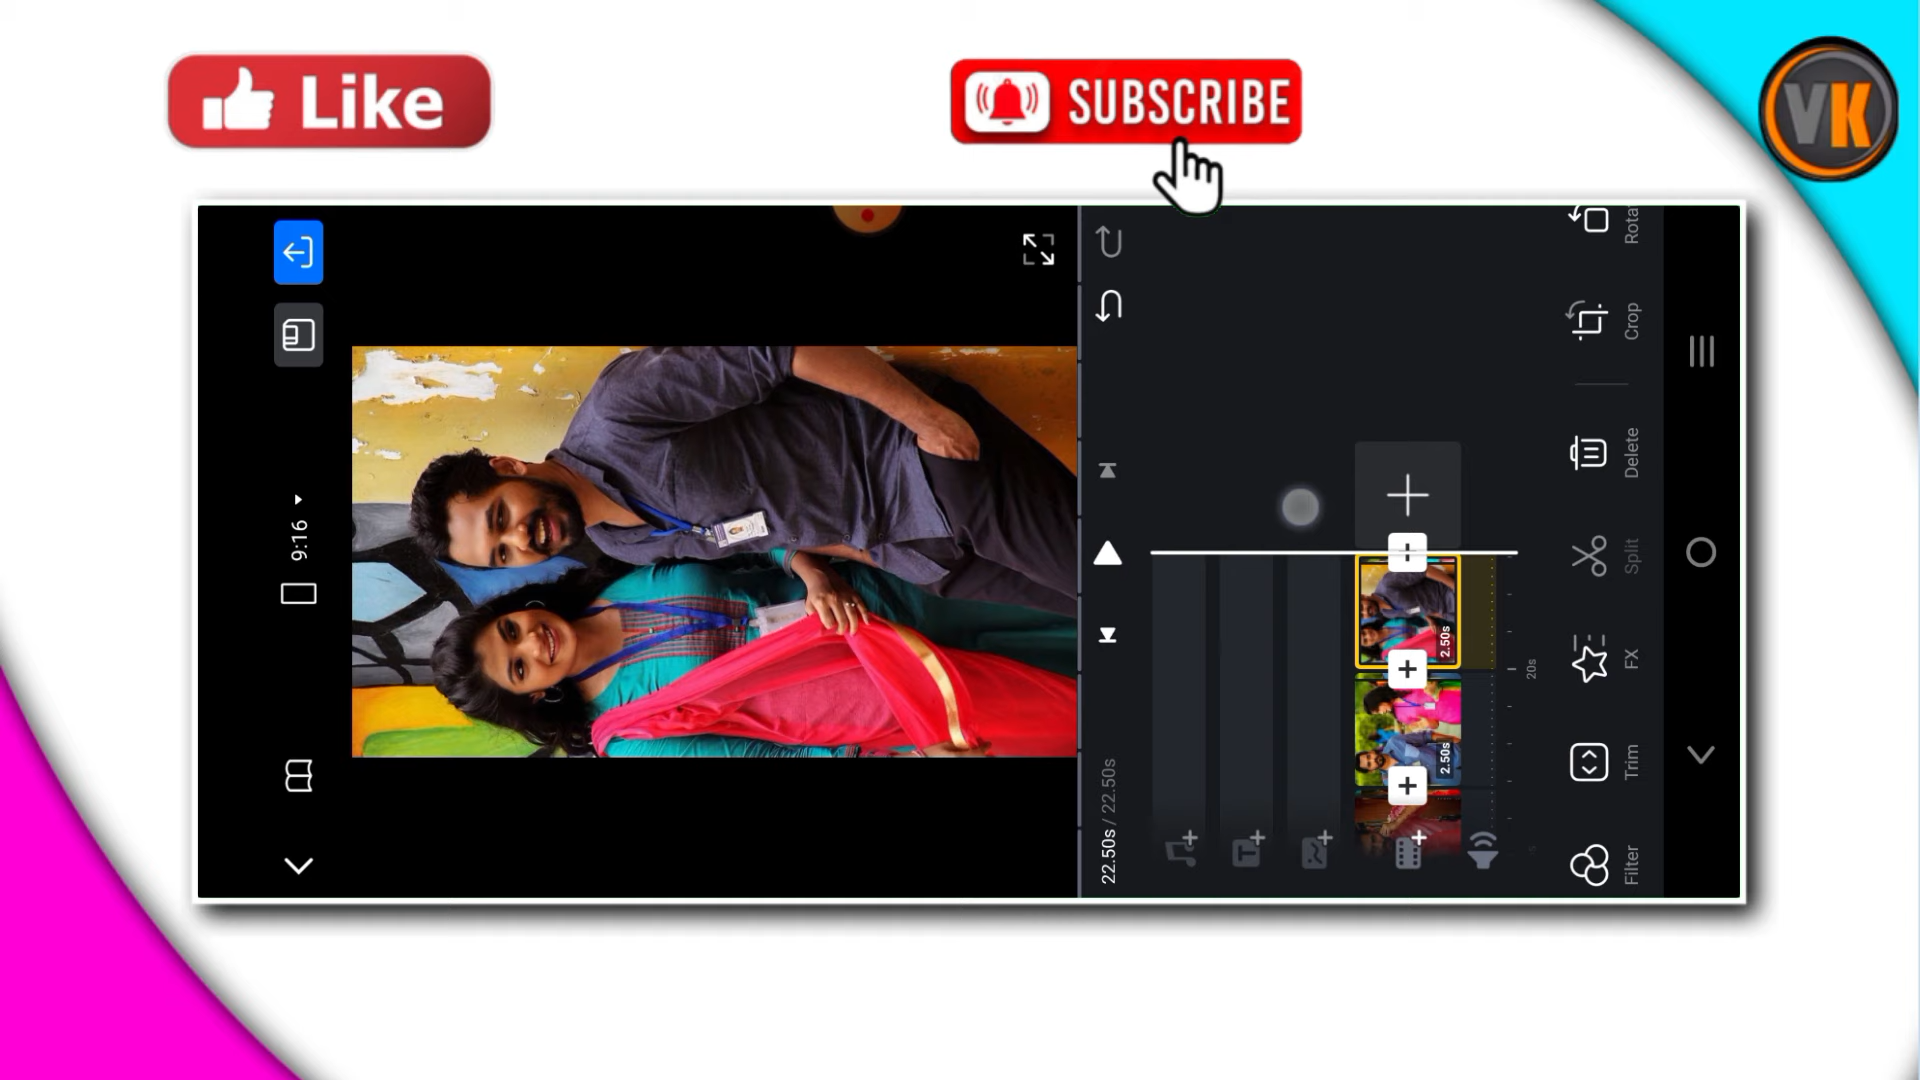 Like
SUBSCRIBE
VK
9:16
22.50s / 22.50s
2.50s
2.50s
20s
Rota
Crop
Delete
Split
FX
Trim
Filter